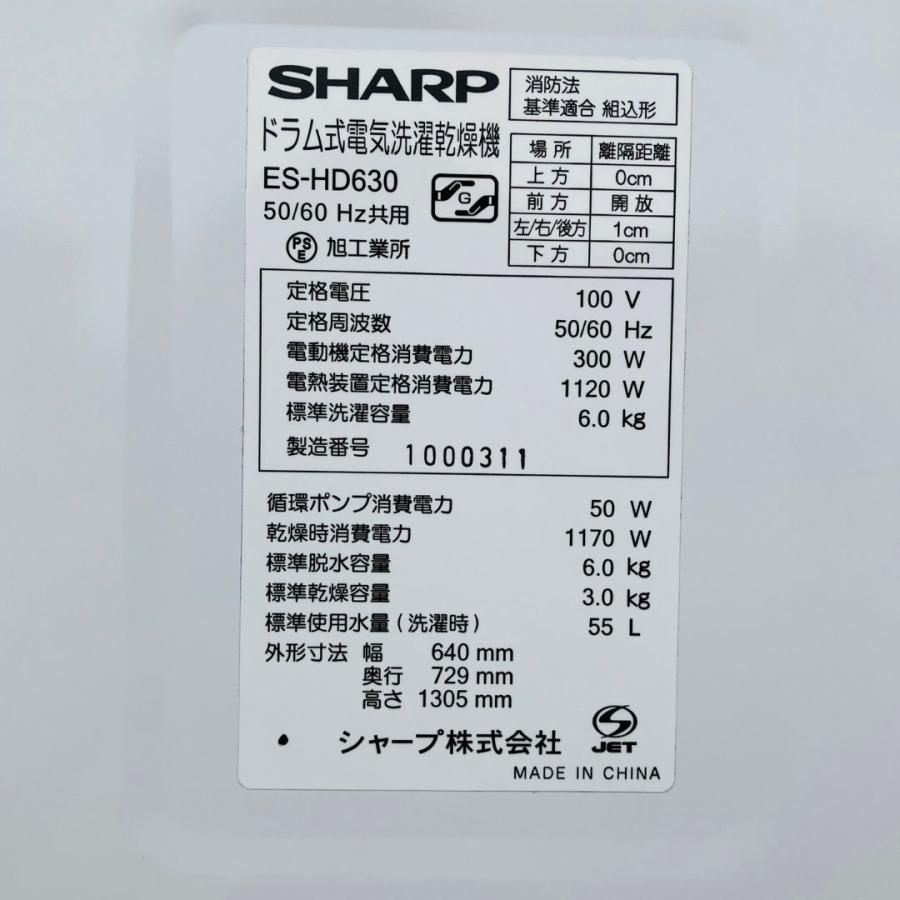 SHARP
消防法
基準適合 組込形
ドラム式電気洗濯乾燥機
ES-HD630
50/60 Hz共用
G
PS
E
旭工業所
場所 離隔距離
上方 0cm
前方 開放
左/右/後方 1cm
下方 0cm
定格電圧 100 V
定格周波数 50/60 Hz
電動機定格消費電力 300 W
電熱装置定格消費電力 1120 W
標準洗濯容量 6.0 kg
製造番号 1000311
循環ポンプ消費電力 50 W
乾燥時消費電力 1170 W
標準脱水容量 6.0 kg
標準乾燥容量 3.0 kg
標準使用水量(洗濯時) 55 L
外形寸法 幅 640 mm
奥行 729 mm
高さ 1305 mm
シャープ株式会社
JET
MADE IN CHINA